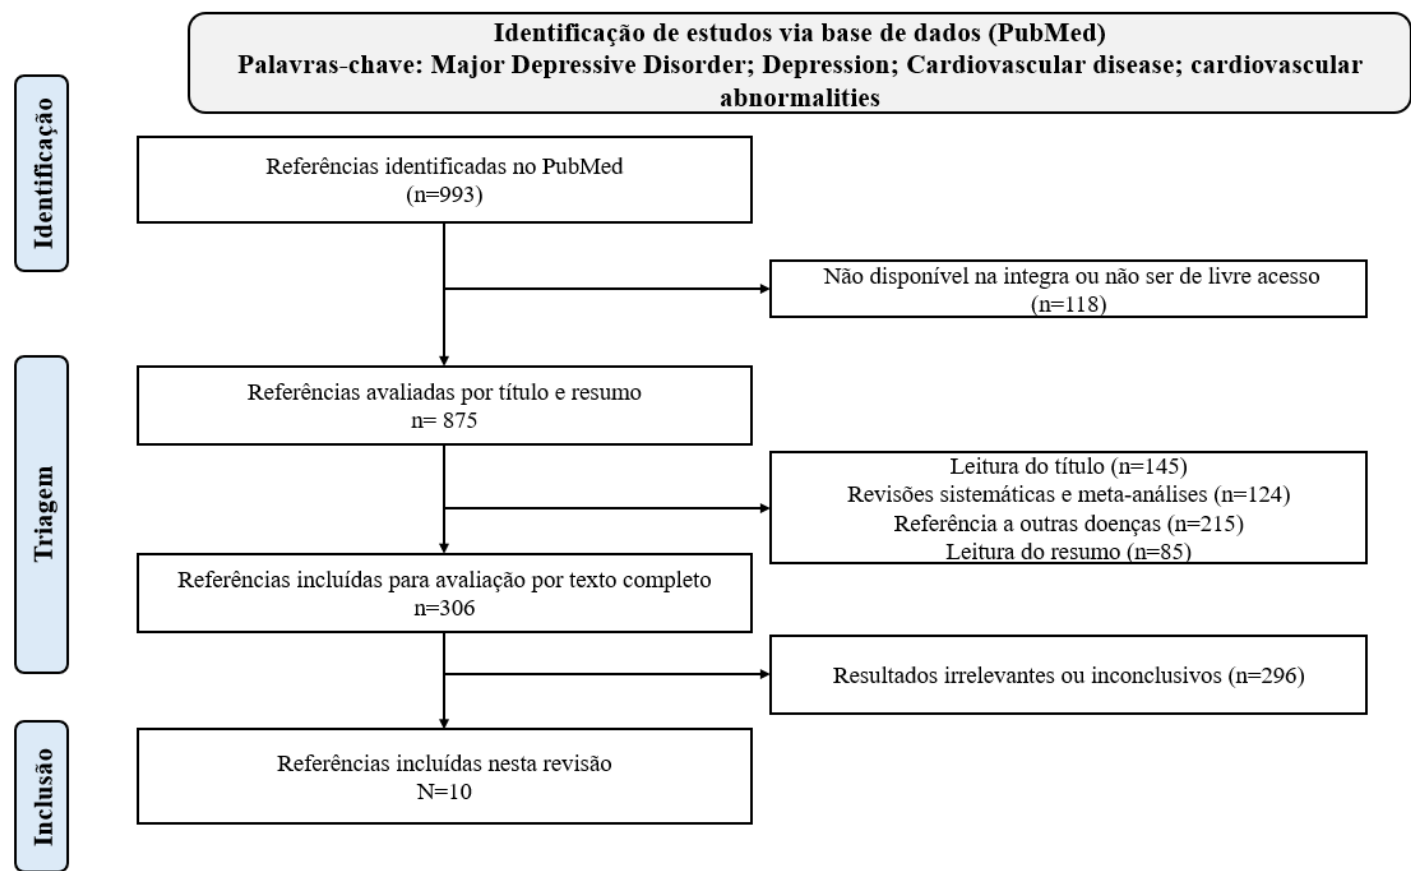 Identificação de estudos via base de dados (PubMed)
Palavras-chave: Major Depressive Disorder; Depression; Cardiovascular disease; cardiovascular
abnormalities
Identificação
Referências identificadas no PubMed
(n=993)
Não disponível na integra ou não ser de livre acesso
(n=118)
Triagem
Referências avaliadas por título e resumo
n= 875
Leitura do título (n=145)
Revisões sistemáticas e meta-análises (n=124)
Referência a outras doenças (n=215)
Leitura do resumo (n=85)
Referências incluídas para avaliação por texto completo
n=306
Resultados irrelevantes ou inconclusivos (n=296)
Inclusão
Referências incluídas nesta revisão
N=10